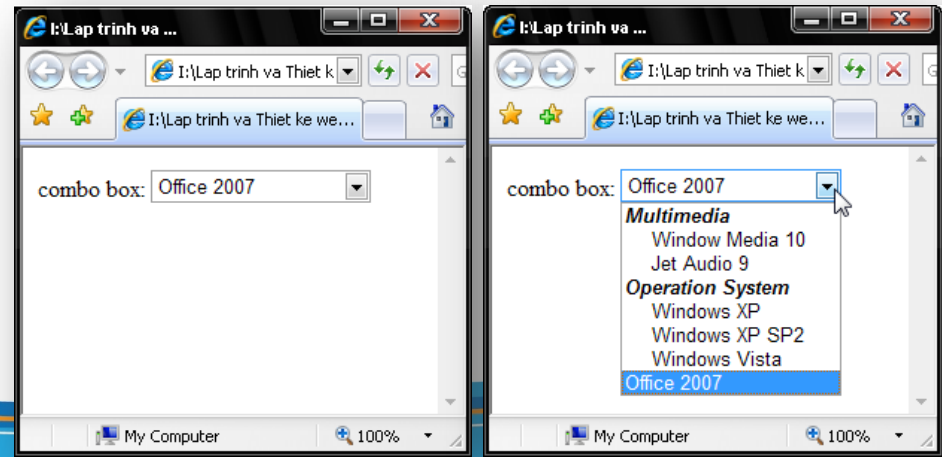 I:\Lap trinh va ...
I:\Lap trinh va Thiet k
G
I:\Lap trinh va Thiet ke we...
combo box: Office 2007
My Computer
100%
I:\Lap trinh va ...
I:\Lap trinh va Thiet k
G
I:\Lap trinh va Thiet ke we...
combo box: Office 2007
Multimedia
Window Media 10
Jet Audio 9
Operation System
Windows XP
Windows XP SP2
Windows Vista
Office 2007
My Computer
100%